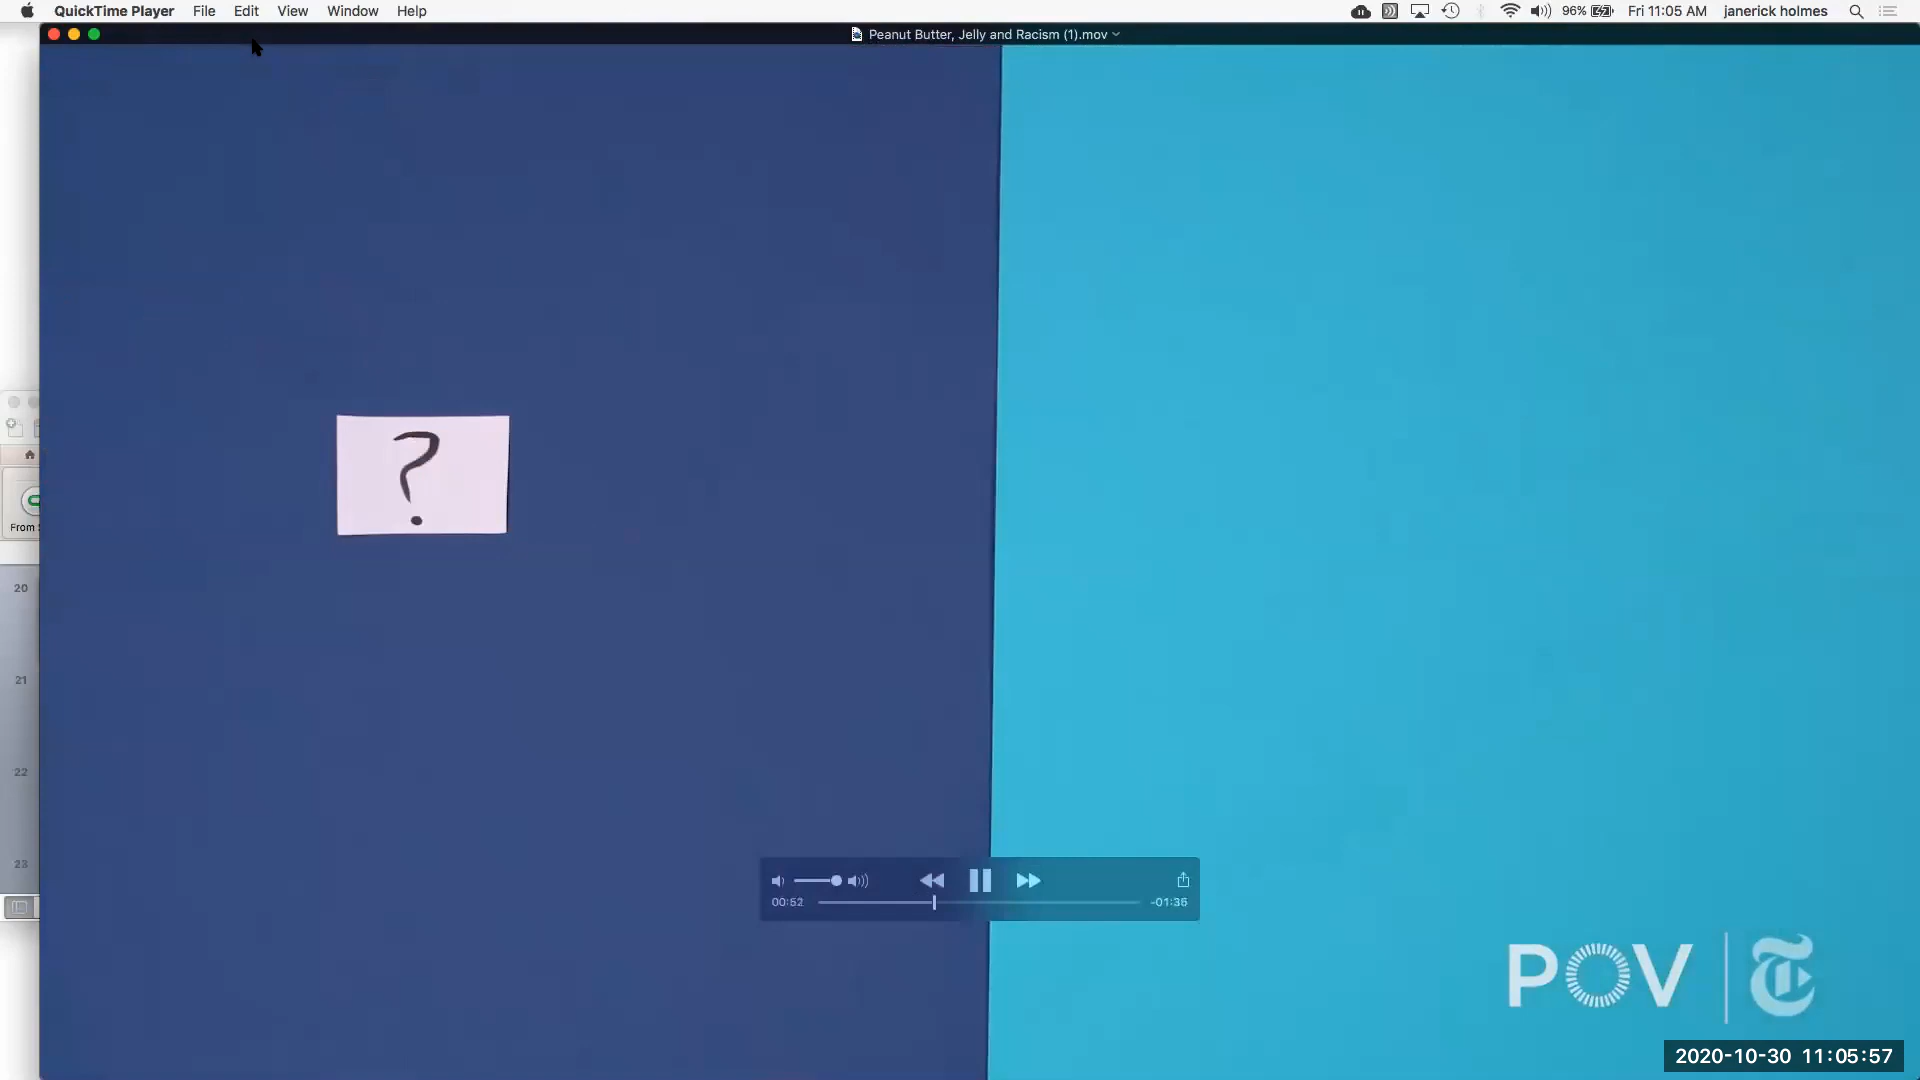 QuickTime Player File Edit View Window Help 96% Fri 11:05 AM janerick holmes
Peanut Butter, Jelly and Racism (1).mov
?
From
20
21
22
23
00:52 -01:36
POV | T
2020-10-30 11:05:57